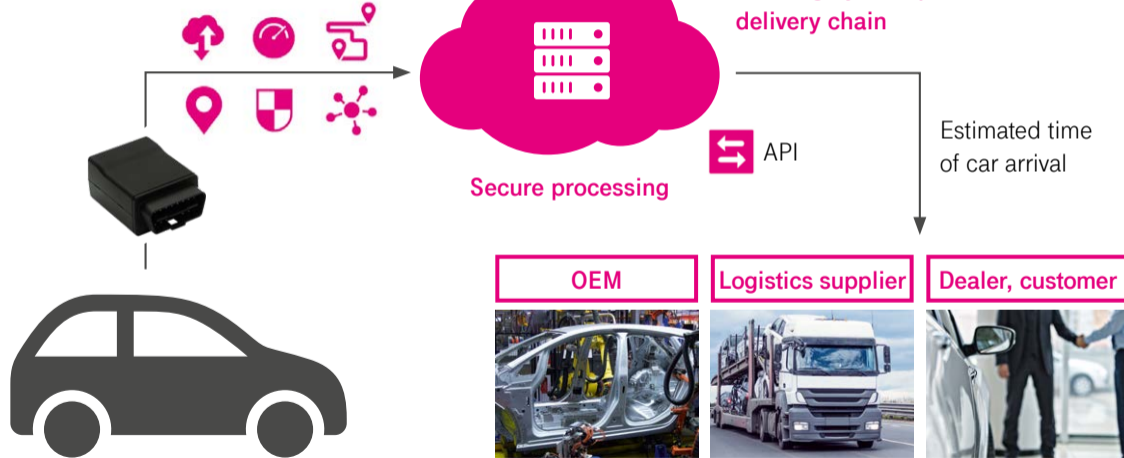 delivery chain
Estimated time
of car arrival
API
Secure processing
OEM
Logistics supplier
Dealer, customer